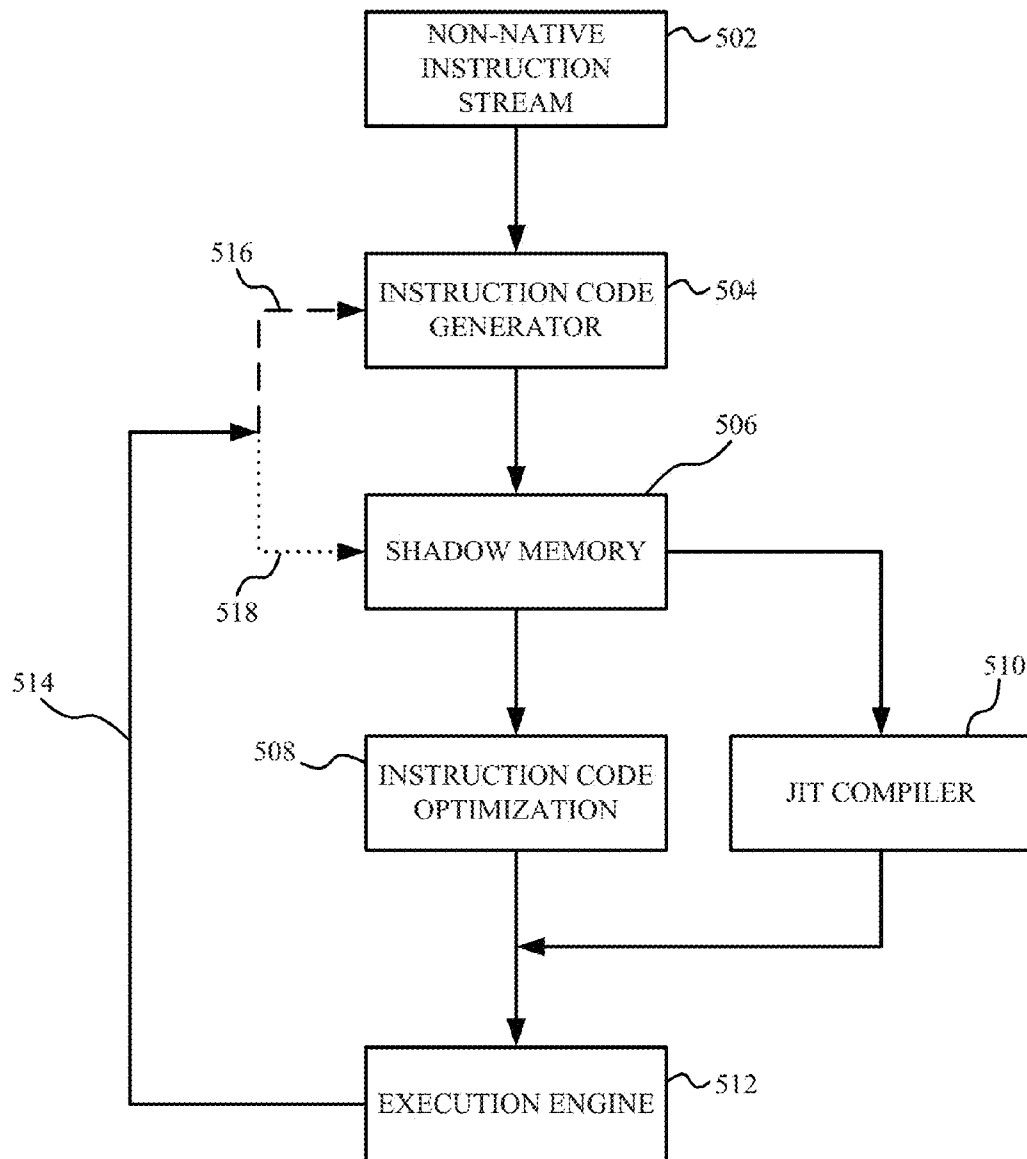 NON-NATIVE
INSTRUCTION
STREAM
502
516
INSTRUCTION CODE
GENERATOR
504
506
SHADOW MEMORY
518
514
510
508
INSTRUCTION CODE
OPTIMIZATION
JIT COMPILER
EXECUTION ENGINE
512